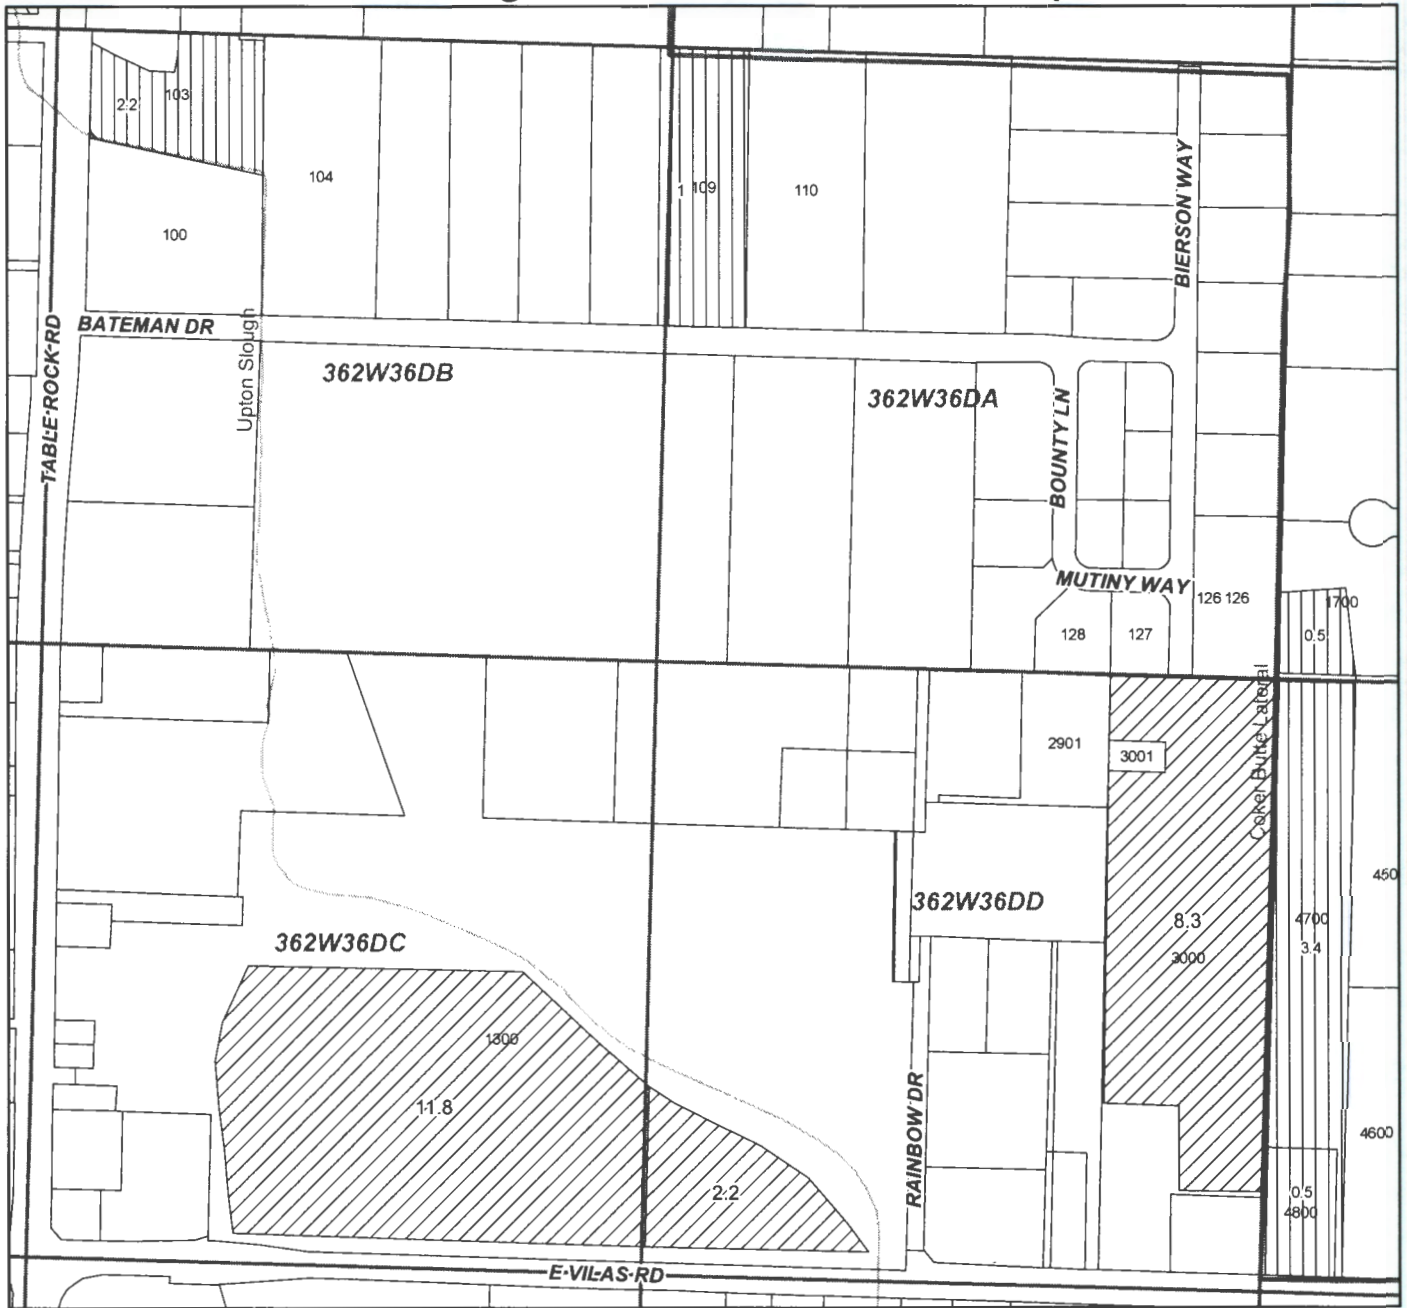 2.2
103
104
1 109
110
100
BIERSON WAY
TABLE ROCK RD
BATEMAN DR
Upton Slough
362W36DB
362W36DA
BOUNTY LN
MUTINY WAY
126 126
1700
0.5
128
127
2901
3001
Coker Butte Lateral
450
362W36DD
8.3
4700
3.4
3000
362W36DC
1300
11.8
RAINBOW DR
4600
2.2
0.5
4800
E VILAS RD